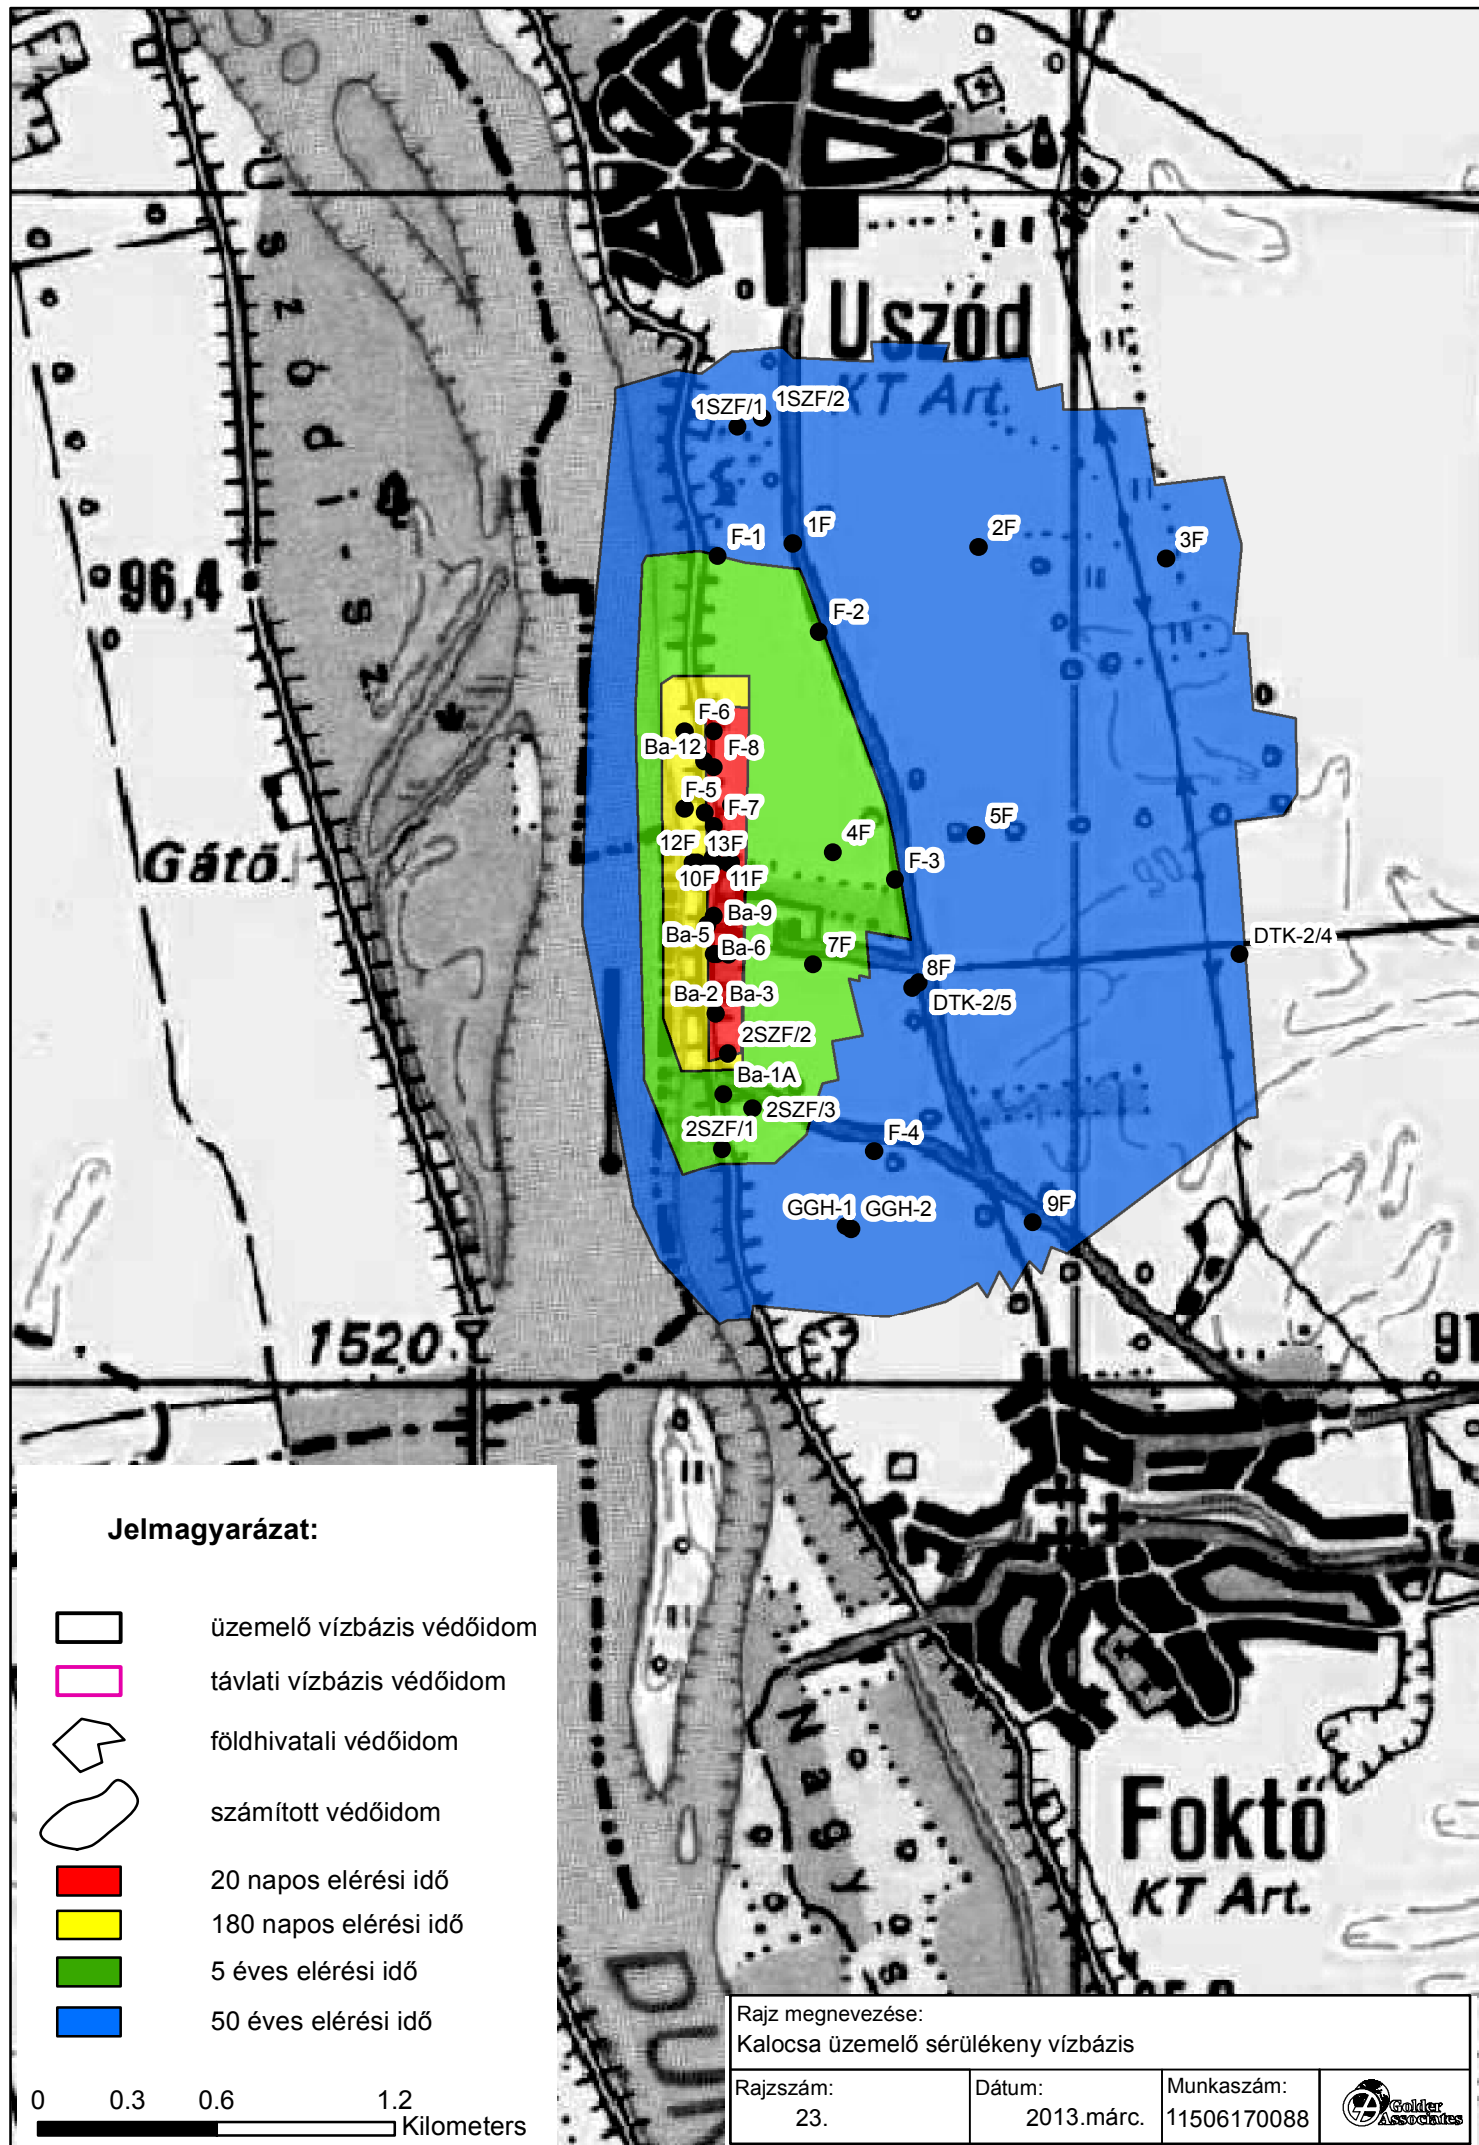 Uszód
KT Art.
Uszódi-sz.
1SZF/1
1SZF/2
F-1
1F
2F
3F
F-2
96,4
F-6
Ba-12
F-8
F-5
F-7
4F
5F
12F
13F
F-3
10F
11F
Gátő.
Ba-9
Ba-5
Ba-6
7F
DTK-2/4
8F
Ba-2
Ba-3
DTK-2/5
2SZF/2
Ba-1A
2SZF/3
2SZF/1
F-4
GGH-1
GGH-2
9F
1520
91
Foktő
KT Art.
Jelmagyarázat:
üzemelő vízbázis védőidom
távlati vízbázis védőidom
földhivatali védőidom
számított védőidom
20 napos elérési idő
180 napos elérési idő
5 éves elérési idő
50 éves elérési idő
0 0.3 0.6 1.2
Kilometers
Rajz megnevezése:
Kalocsa üzemelő sérülékeny vízbázis
Rajzszám:
23.
Dátum:
2013.márc.
Munkaszám:
11506170088
Golder
Associates